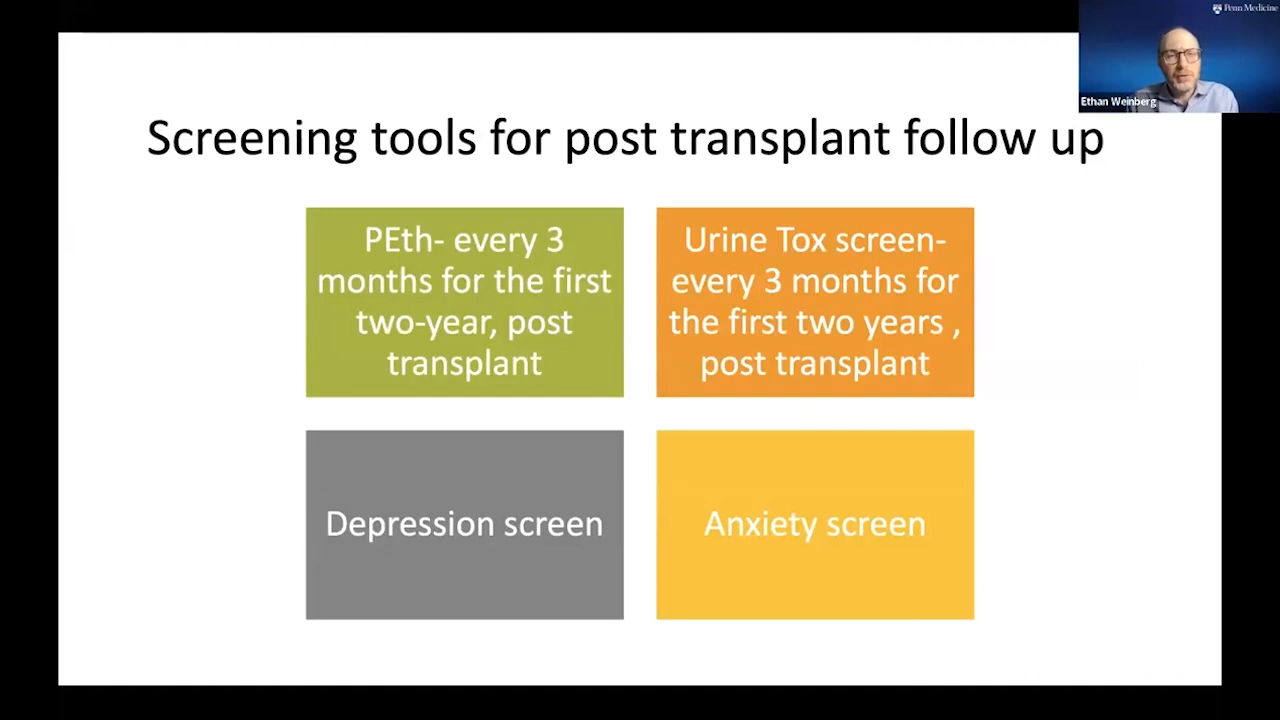 Penn Medicine
Ethan Weinberg
Screening tools for post transplant follow up
PEth- every 3
months for the first
two-year, post
transplant
Urine Tox screen-
every 3 months for
the first two years ,
post transplant
Depression screen
Anxiety screen